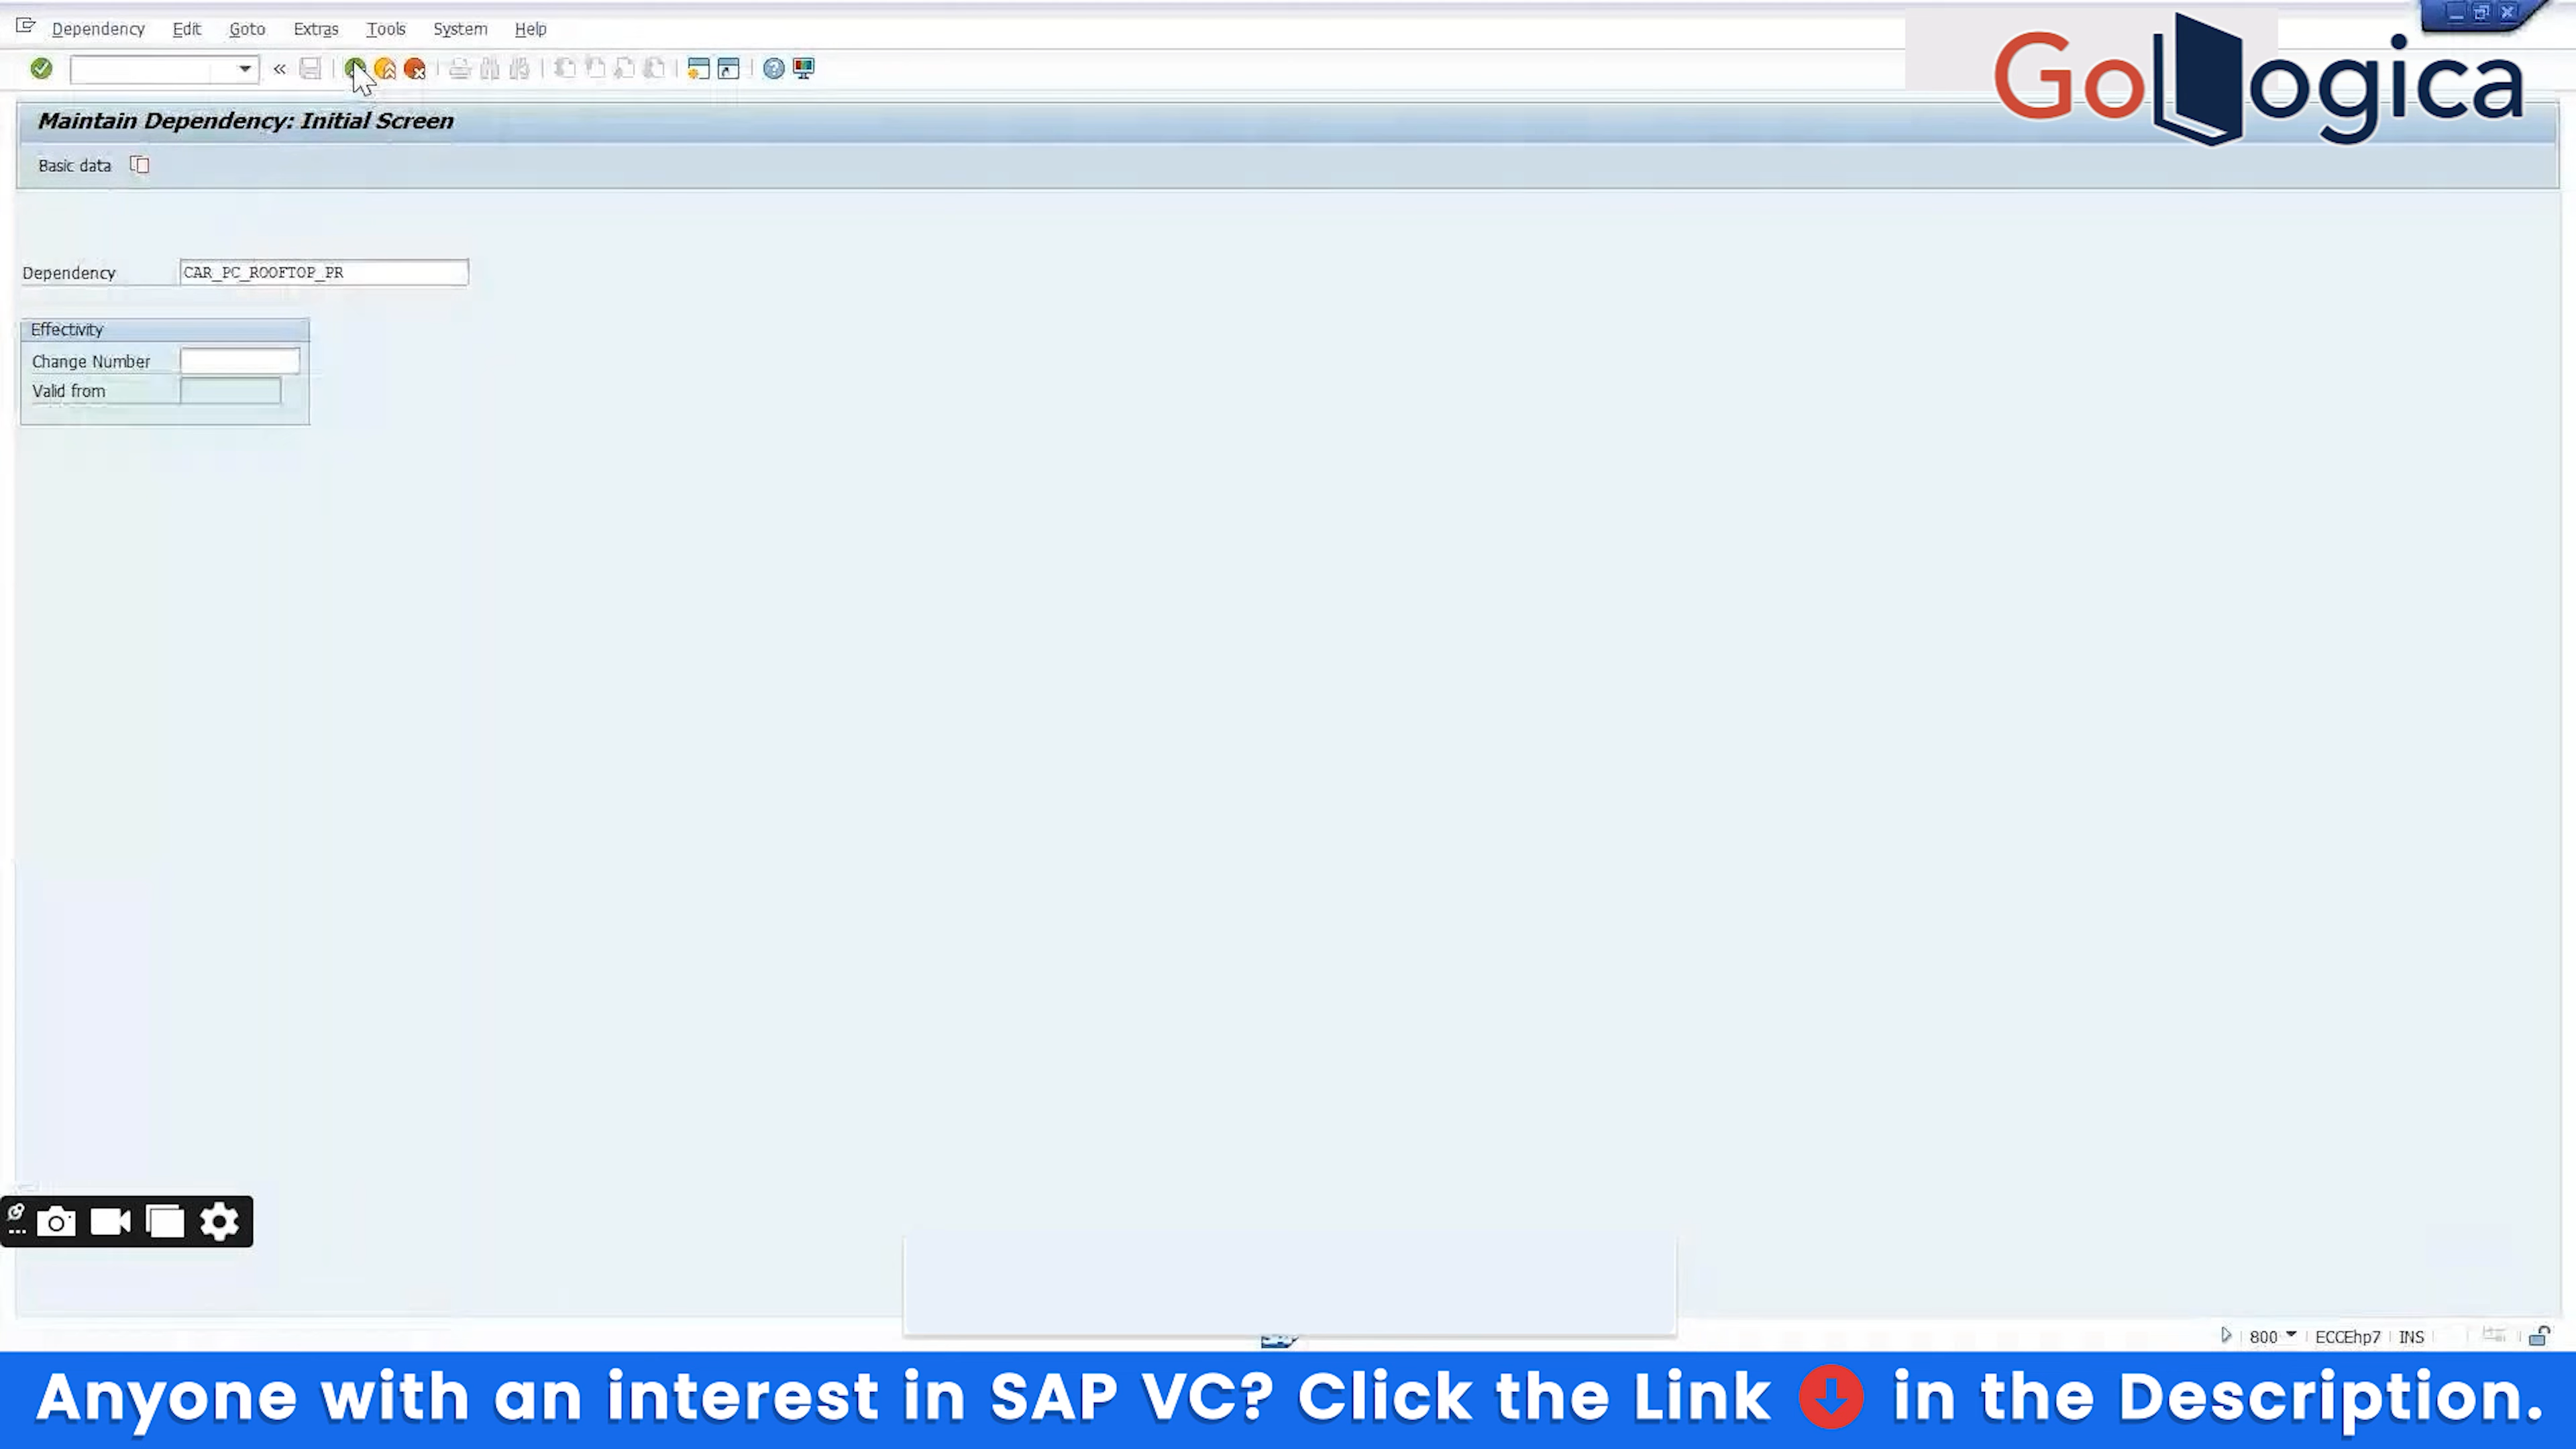 Dependency Edit Goto Extras Tools System Help
GoLogica
Maintain Dependency: Initial Screen
Basic data
Dependency CAR_PC_ROOFTOP_PR
Effectivity
Change Number
Valid from
800 ECCEhp7 INS
Anyone with an interest in SAP VC? Click the Link in the Description.